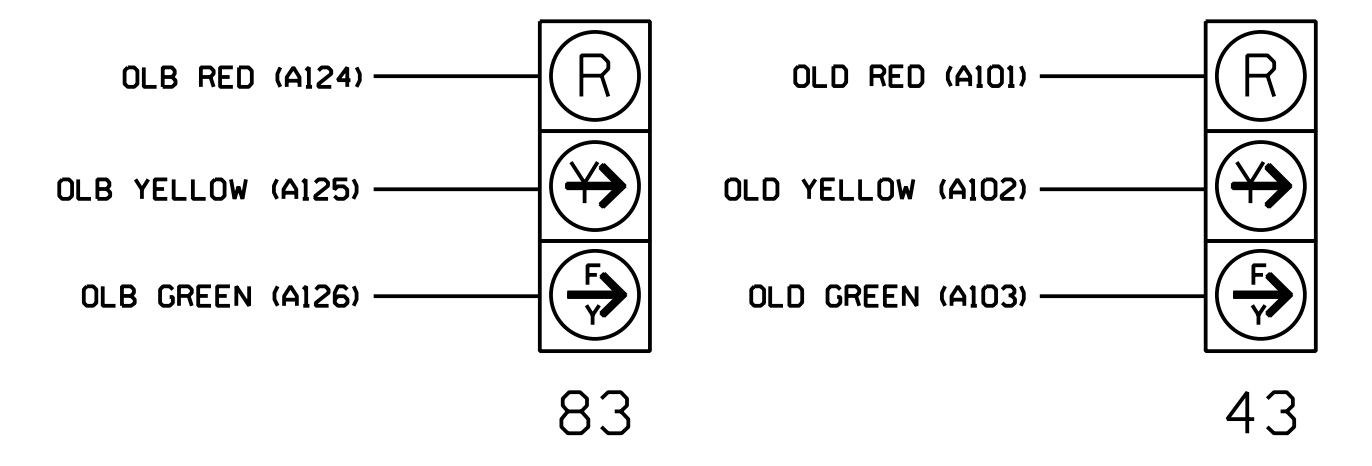 OLB RED (A124)
R
OLB YELLOW (A125)
Y
OLB GREEN (A126)
F
Y
83
OLD RED (A101)
R
OLD YELLOW (A102)
Y
OLD GREEN (A103)
F
Y
43